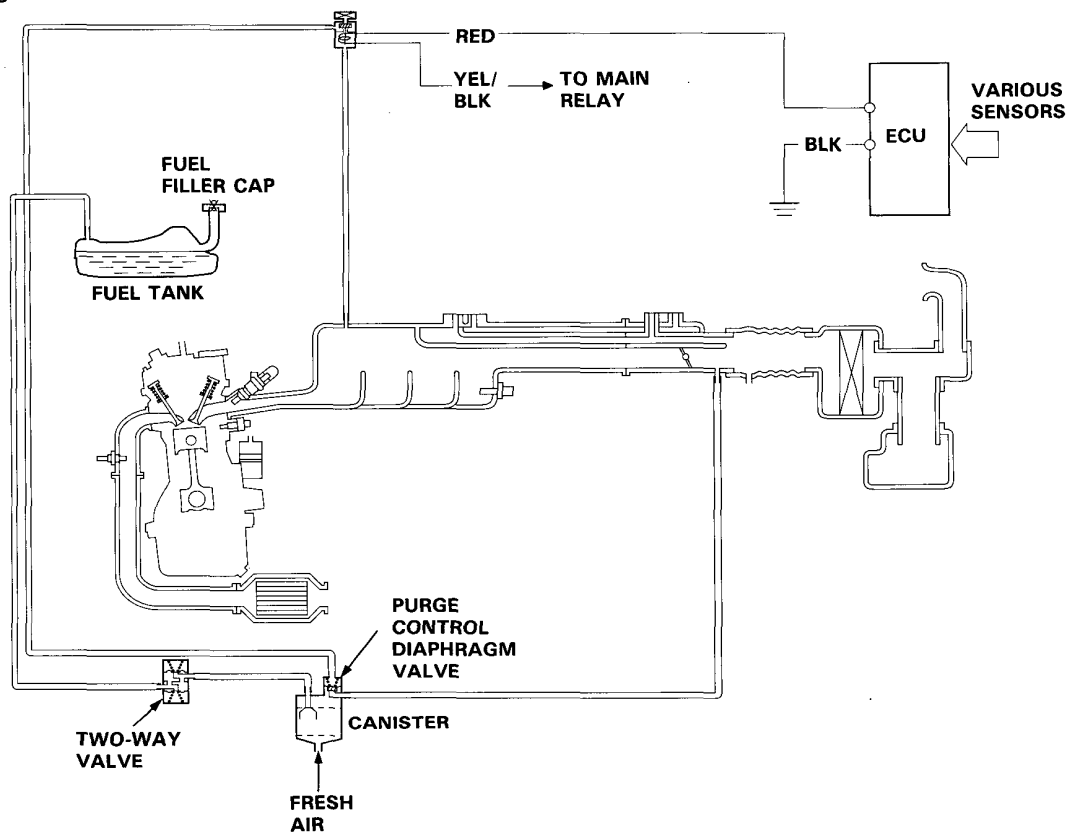 RED
YEL/
BLK
TO MAIN
RELAY
VARIOUS
SENSORS
ECU
BLK
FUEL
FILLER CAP
FUEL TANK
PURGE
CONTROL
DIAPHRAGM
VALVE
CANISTER
TWO-WAY
VALVE
FRESH
AIR